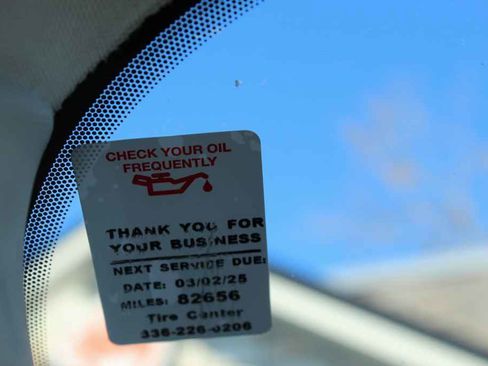 CHECK YOUR OIL
FREQUENTLY
THANK YOU FOR
YOUR BUSINESS
NEXT SERVICE DUE:
DATE: 03/02/25
MILES: 82656
Tire Center
336-226-0206